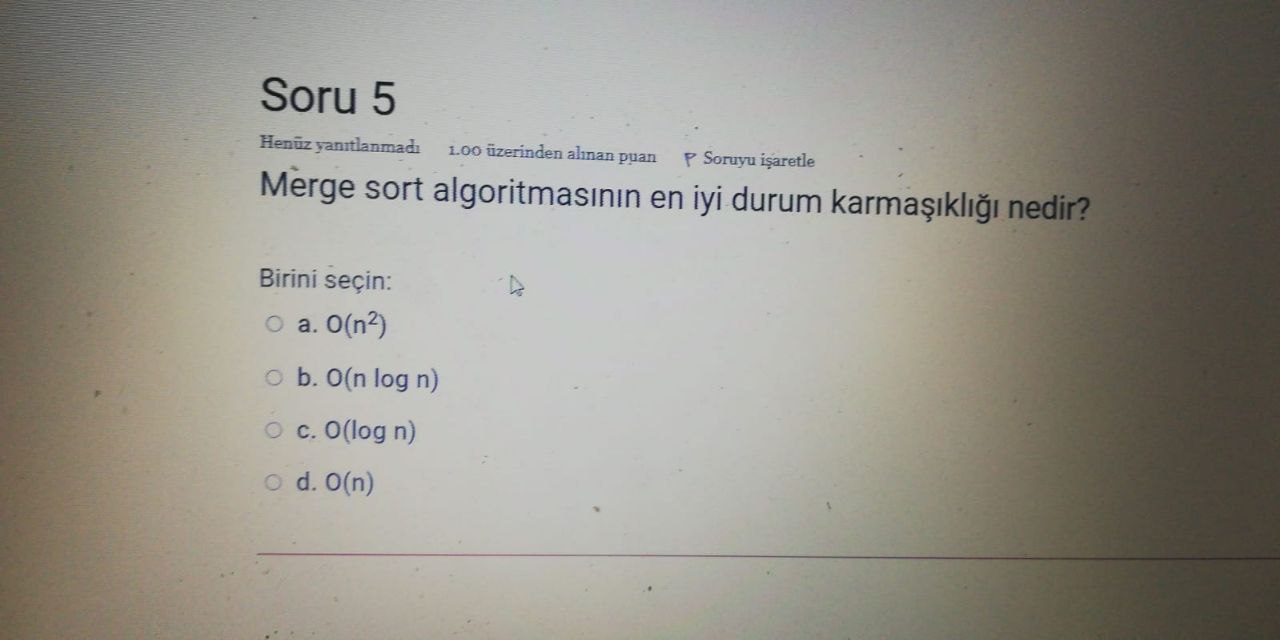 Soru 5
Henüz yanıtlanmadı 1.00 üzerinden alınan puan Soruyu işaretle
Merge sort algoritmasının en iyi durum karmaşıklığı nedir?
Birini seçin:
a. O(n²)
b. O(n log n)
c. O(log n)
d. O(n)